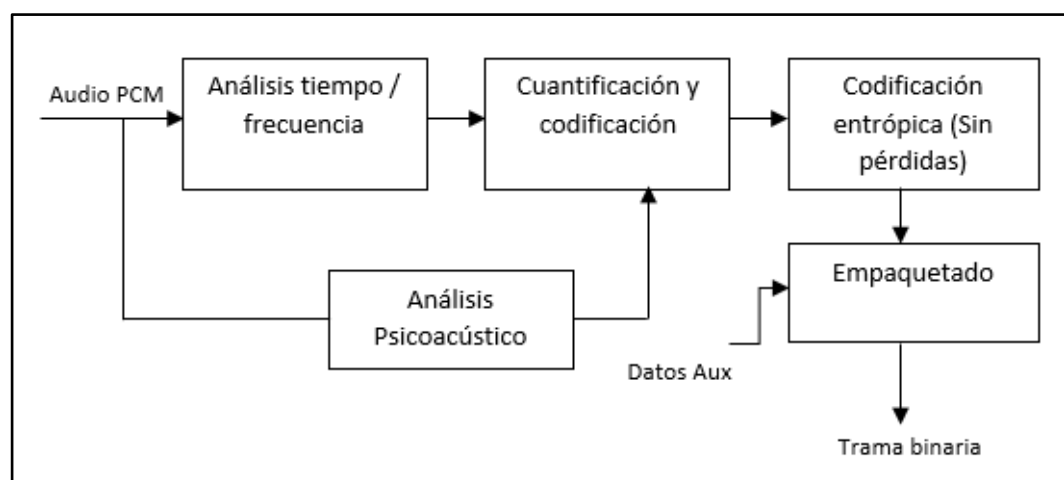 Audio PCM
Análisis tiempo /
frecuencia
Cuantificación y
codificación
Codificación
entrópica (Sin
pérdidas)
Análisis
Psicoacústico
Empaquetado
Datos Aux
Trama binaria